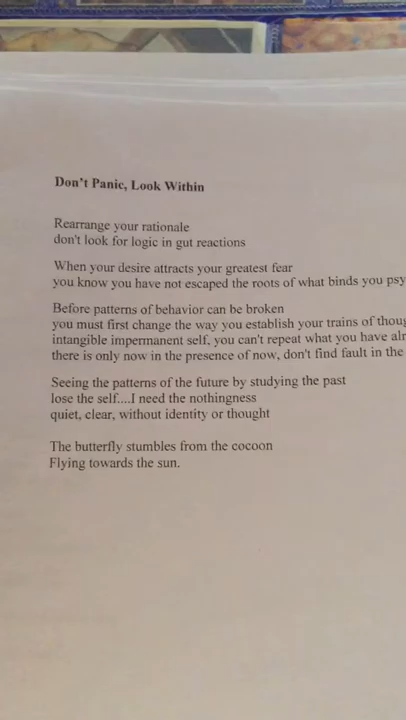 Don't Panic, Look Within
Rearrange your rationale
don't look for logic in gut reactions
When your desire attracts your greatest fear
you know you have not escaped the roots of what binds you psy
Before patterns of behavior can be broken
you must first change the way you establish your trains of thoug
intangible impermanent self, you can't repeat what you have alr
there is only now in the presence of now, don't find fault in the
Seeing the patterns of the future by studying the past
lose the self....I need the nothingness
quiet, clear, without identity or thought
The butterfly stumbles from the cocoon
Flying towards the sun.